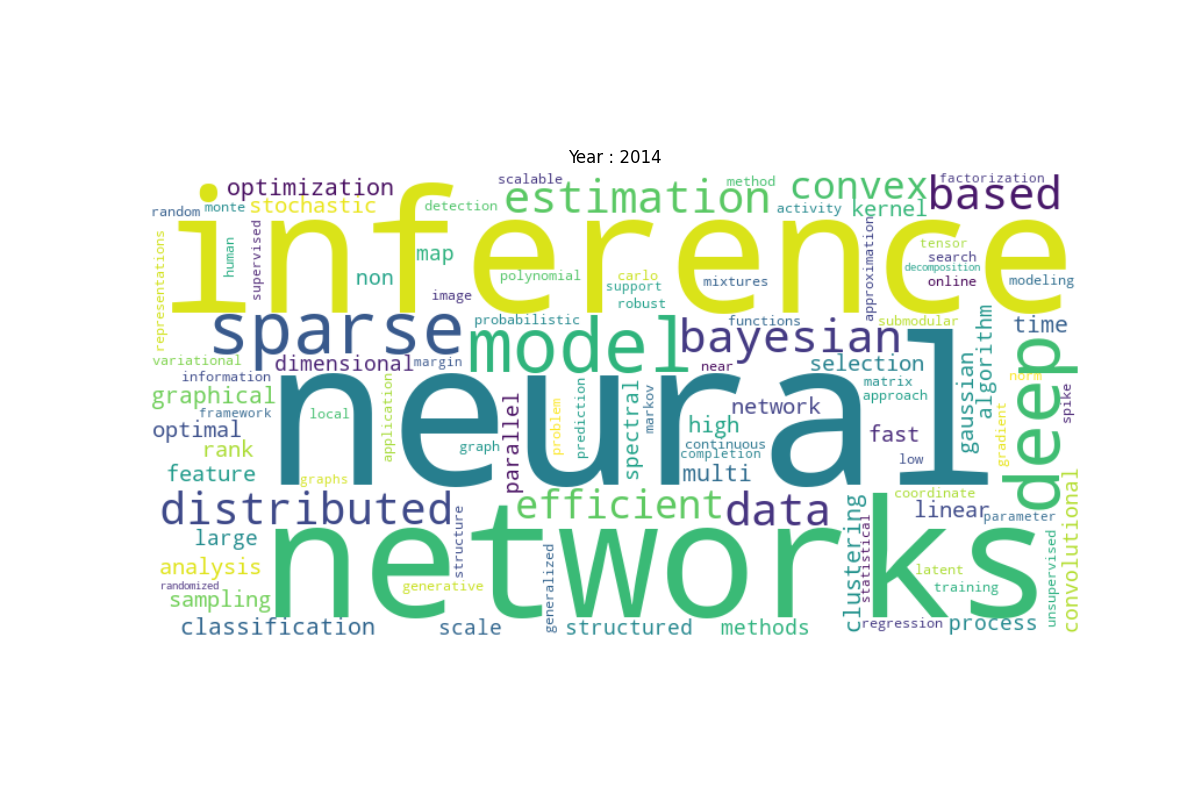 Year : 2014
optimization
scalable
estimation
method
convex
based
factorization
random
monte
stochastic
detection
activity
kernel
inference
representations
human
supervised
map
non
image
polynomial
carlo
support
robust
mixtures
approximation
tensor
search
decomposition
online
modeling
sparse
probabilistic
model
bayesian
functions
submodular
algorithm
time
variational
dimensional
margin
near
selection
gaussian
deep
information
neural
matrix
approach
norm
spike
graphical
framework
local
application
parallel
problem
prediction
spectral
markov
network
high
gradient
optimal
rank
graph
continuous
completion
fast
low
feature
graphs
multi
distributed
efficient
data
clustering
coordinate
linear
parameter
convolutional
large
structure
networks
generalized
statistical
unsupervised
analysis
randomized
generative
latent
training
sampling
classification
scale
structured
methods
regression
process